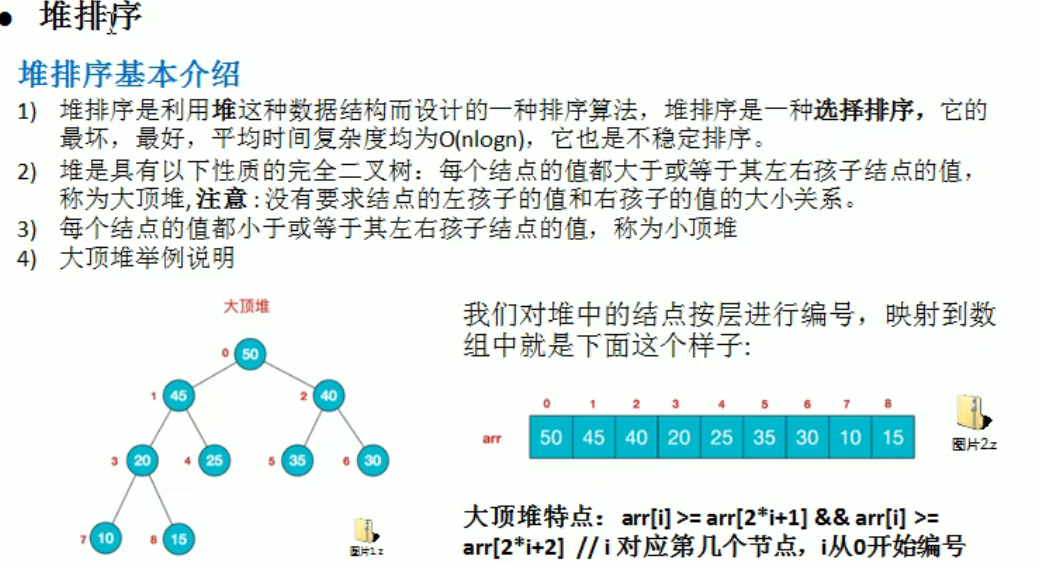 • 堆排序
堆排序基本介绍
1) 堆排序是利用堆这种数据结构而设计的一种排序算法，堆排序是一种选择排序，它的
最坏，最好，平均时间复杂度均为O(nlogn)，它也是不稳定排序。
2) 堆是具有以下性质的完全二叉树：每个结点的值都大于或等于其左右孩子结点的值，
称为大顶堆, 注意 : 没有要求结点的左孩子的值和右孩子的值的大小关系。
3) 每个结点的值都小于或等于其左右孩子结点的值，称为小顶堆
4) 大顶堆举例说明
大顶堆
0 50
1 45 2 40
3 20 4 25 5 35 6 30
7 10 8 15
图片1.z
我们对堆中的结点按层进行编号，映射到数
组中就是下面这个样子:
0 1 2 3 4 5 6 7 8
arr 50 45 40 20 25 35 30 10 15
图片2.z
大顶堆特点：arr[i] >= arr[2*i+1] && arr[i] >=
arr[2*i+2] // i 对应第几个节点，i从0开始编号